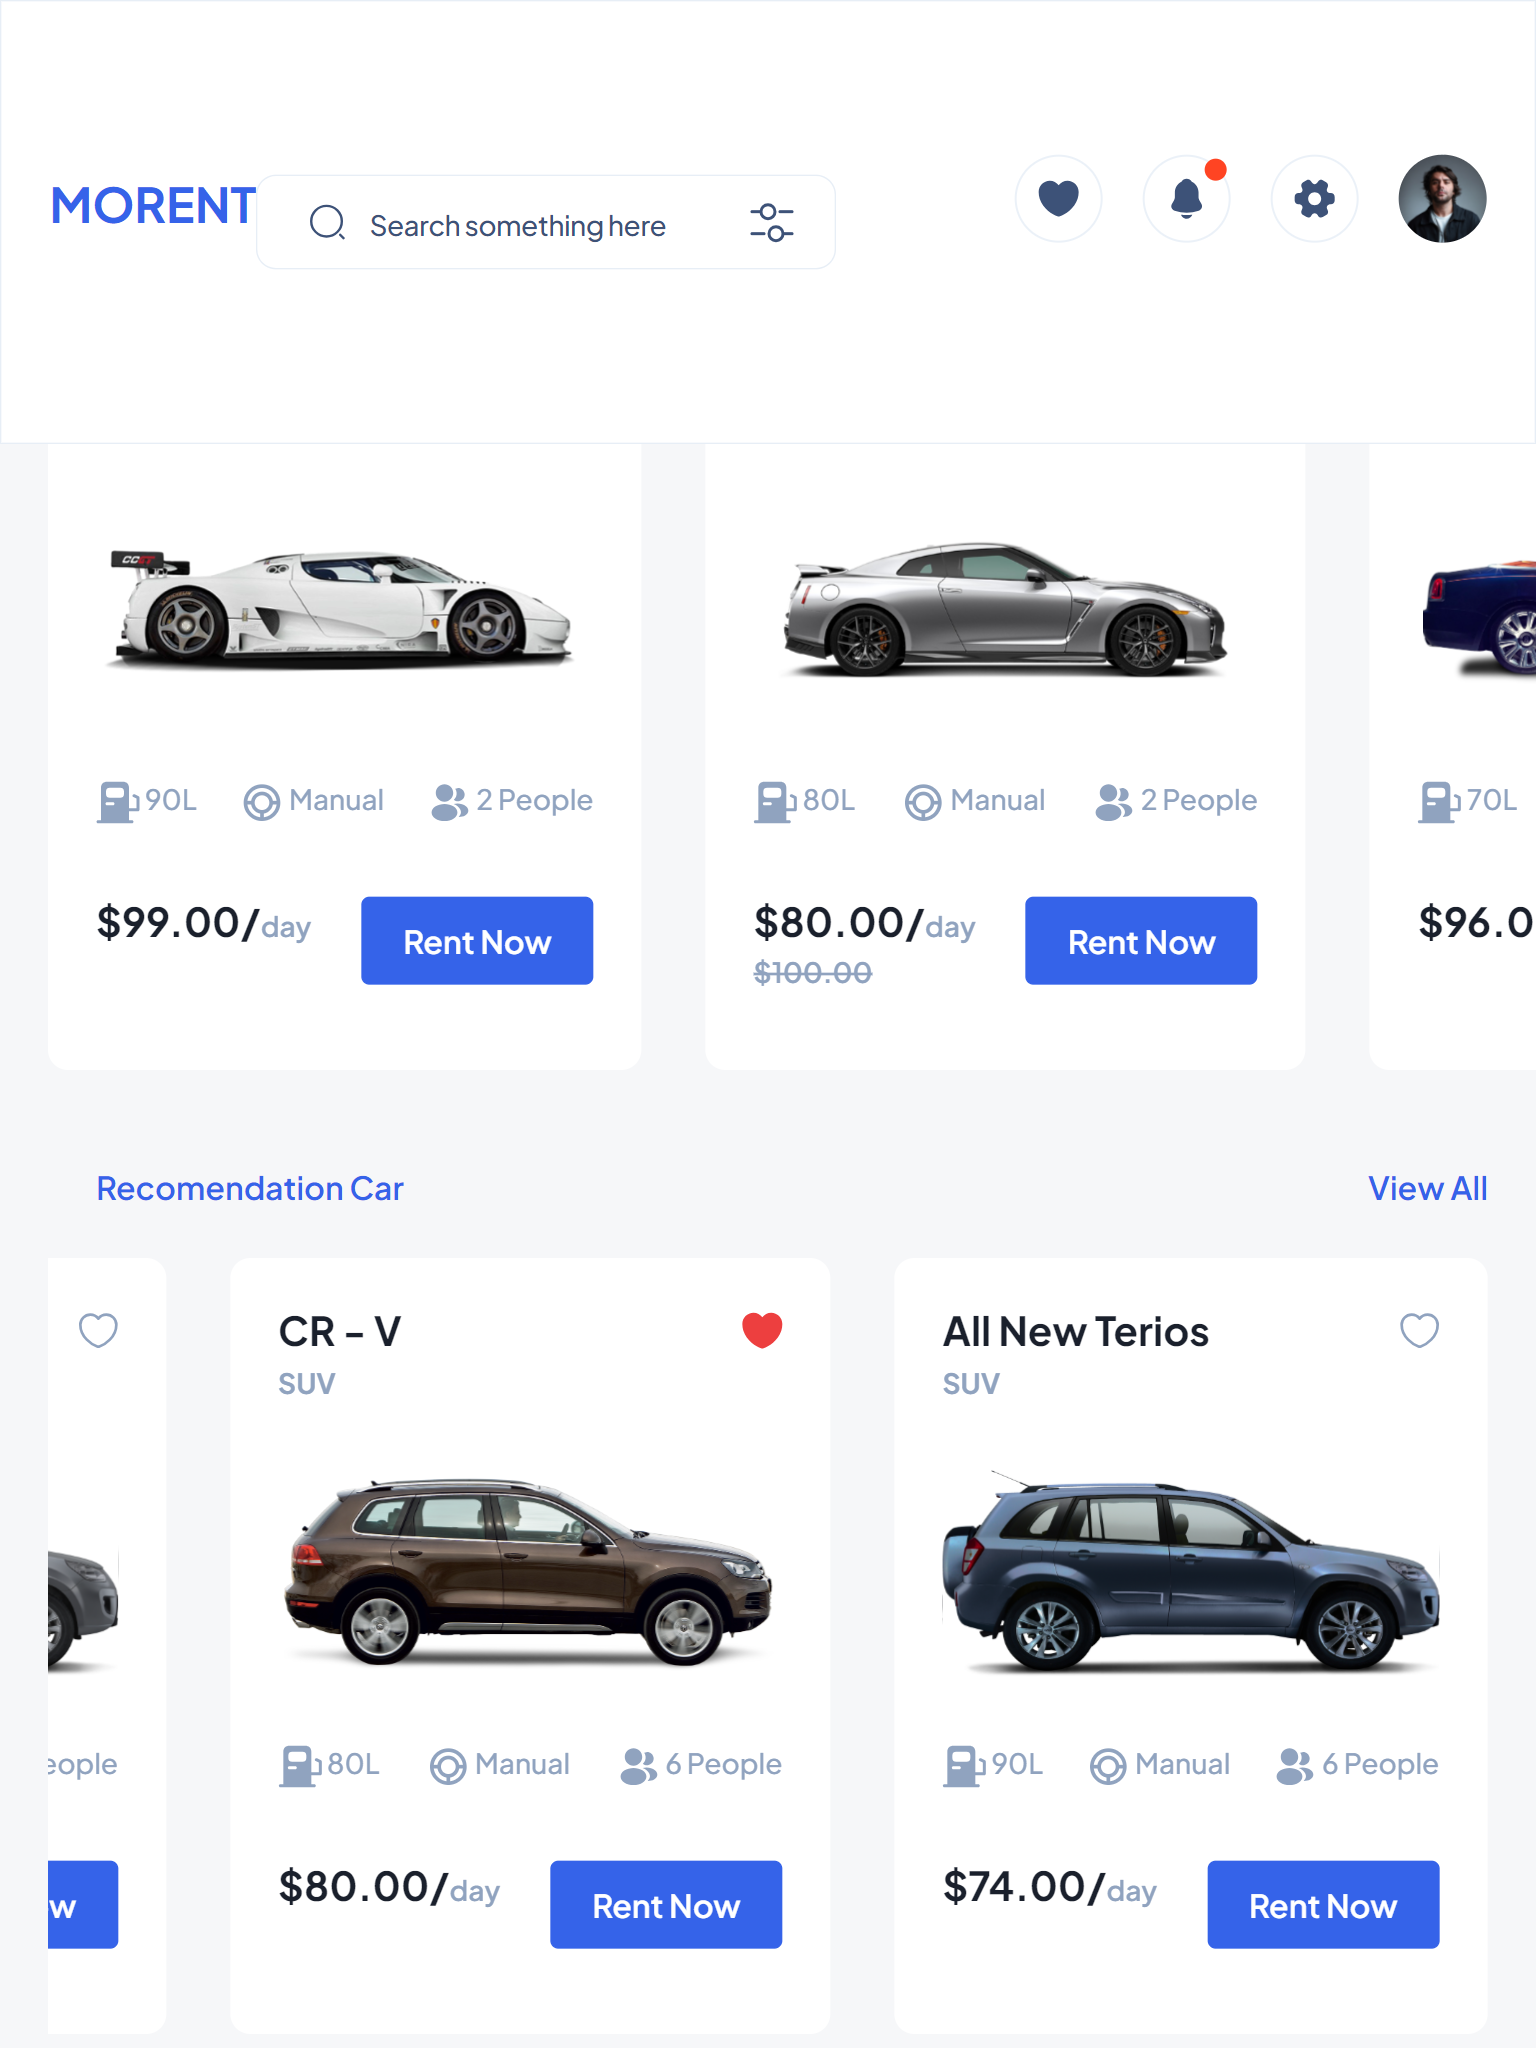 MORENT
Search something here
CC
90L Manual 2 People
80L Manual 2 People
70L
$99.00/day Rent Now
$80.00/day Rent Now
$96.0
$100.00
Recomendation Car View All
CR - V
SUV
All New Terios
SUV
eople
80L Manual 6 People
90L Manual 6 People
w
$80.00/day Rent Now
$74.00/day Rent Now